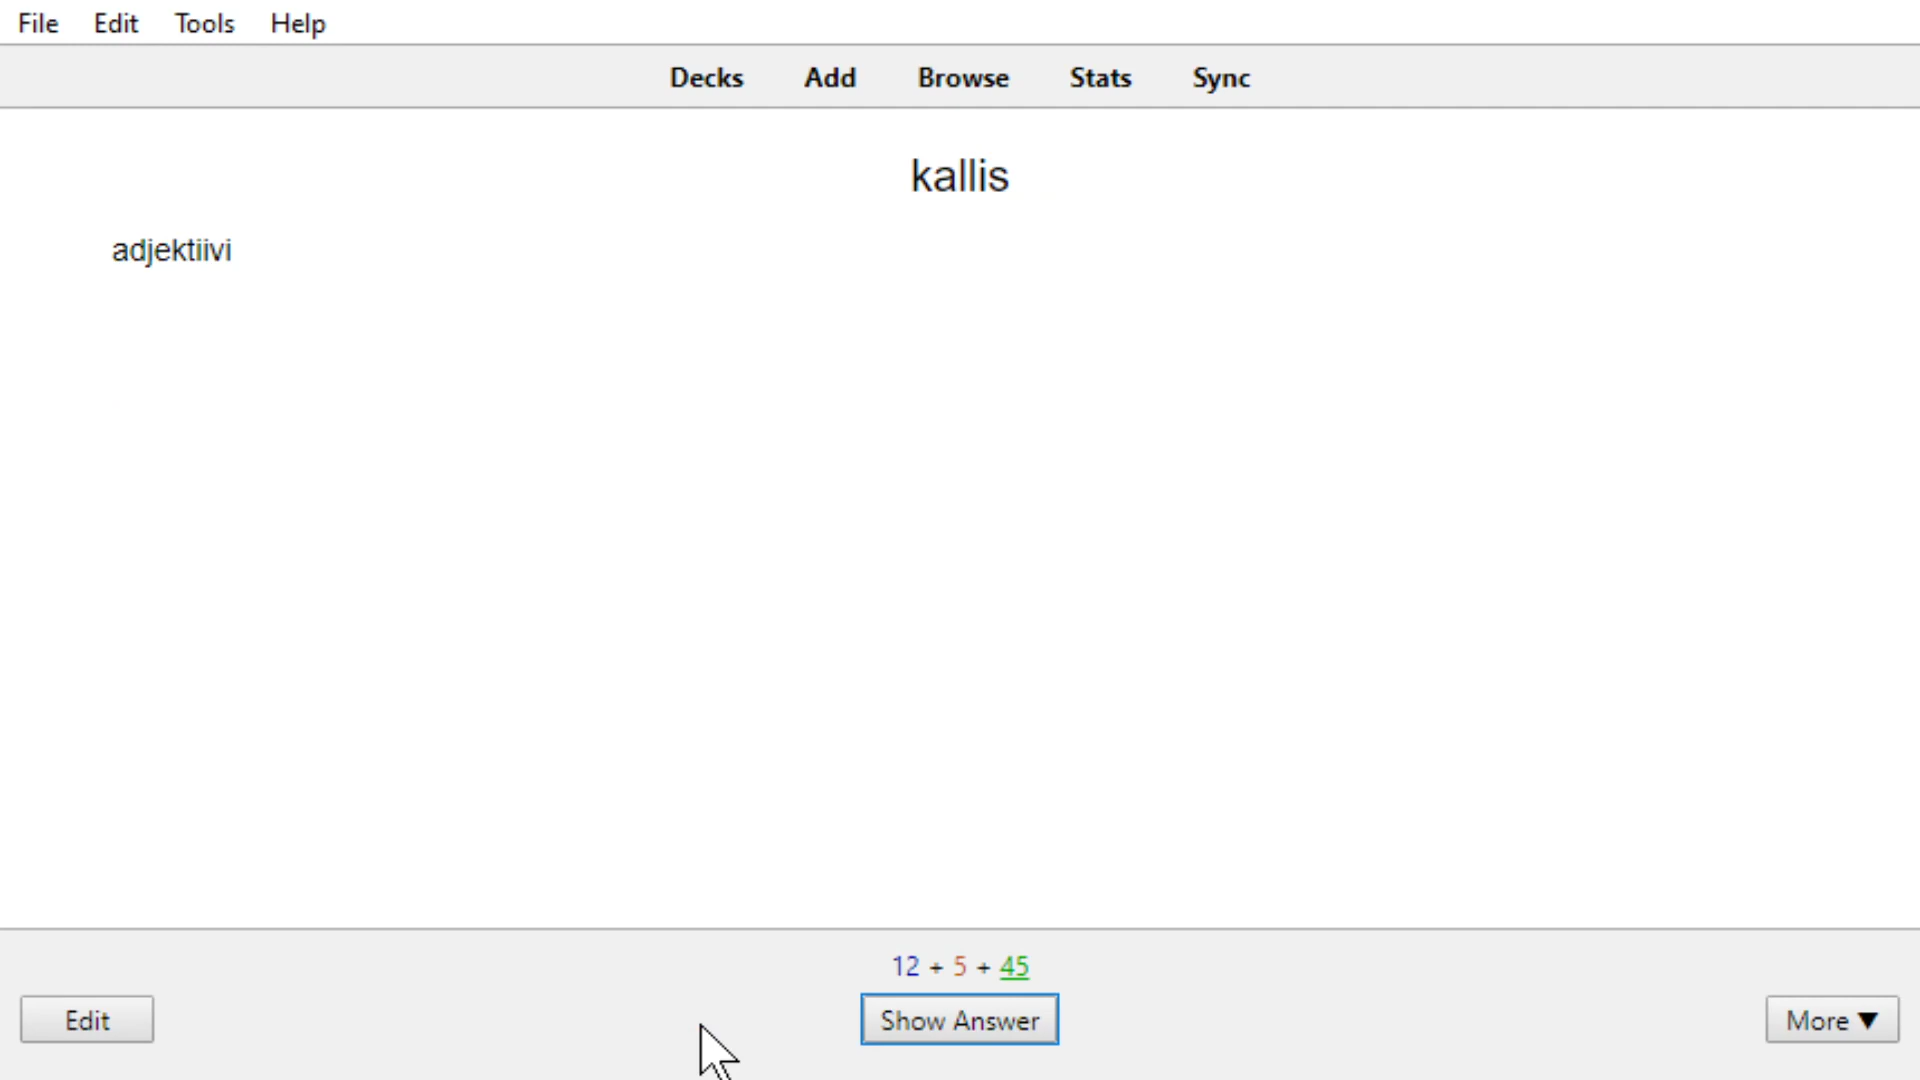 File Edit Tools Help
Decks Add Browse Stats Sync
kallis
adjektiivi
12 + 5 + 45
Edit Show Answer More ▼